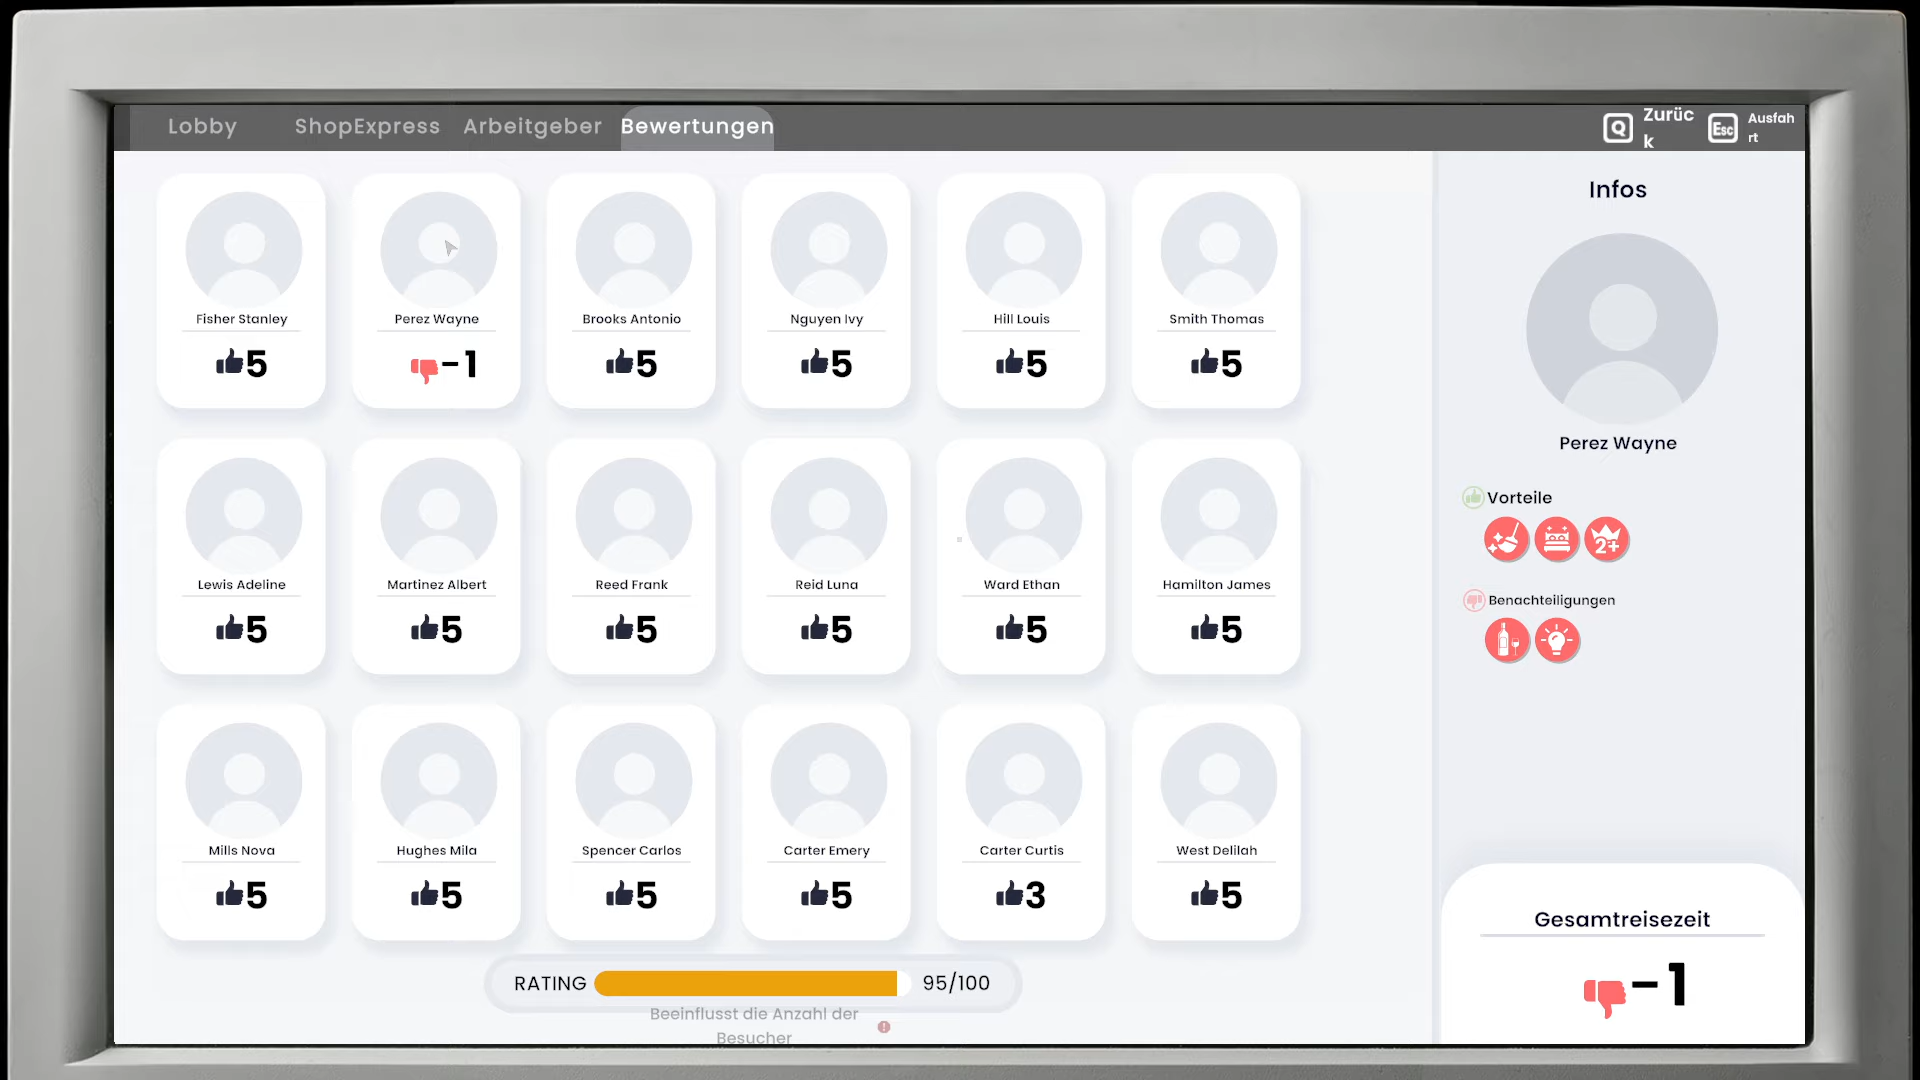 Lobby
ShopExpress
Arbeitgeber
Bewertungen
Q
Zurüc
k
Esc
Ausfah
rt
Fisher Stanley
5
Perez Wayne
-1
Brooks Antonio
5
Nguyen Ivy
5
Hill Louis
5
Smith Thomas
5
Lewis Adeline
5
Martinez Albert
5
Reed Frank
5
Reid Luna
5
Ward Ethan
5
Hamilton James
5
Mills Nova
5
Hughes Mila
5
Spencer Carlos
5
Carter Emery
5
Carter Curtis
3
West Delilah
5
RATING
95/100
Beeinflusst die Anzahl der
Besucher
Infos
Perez Wayne
Vorteile
2+
Benachteiligungen
Gesamtreisezeit
-1